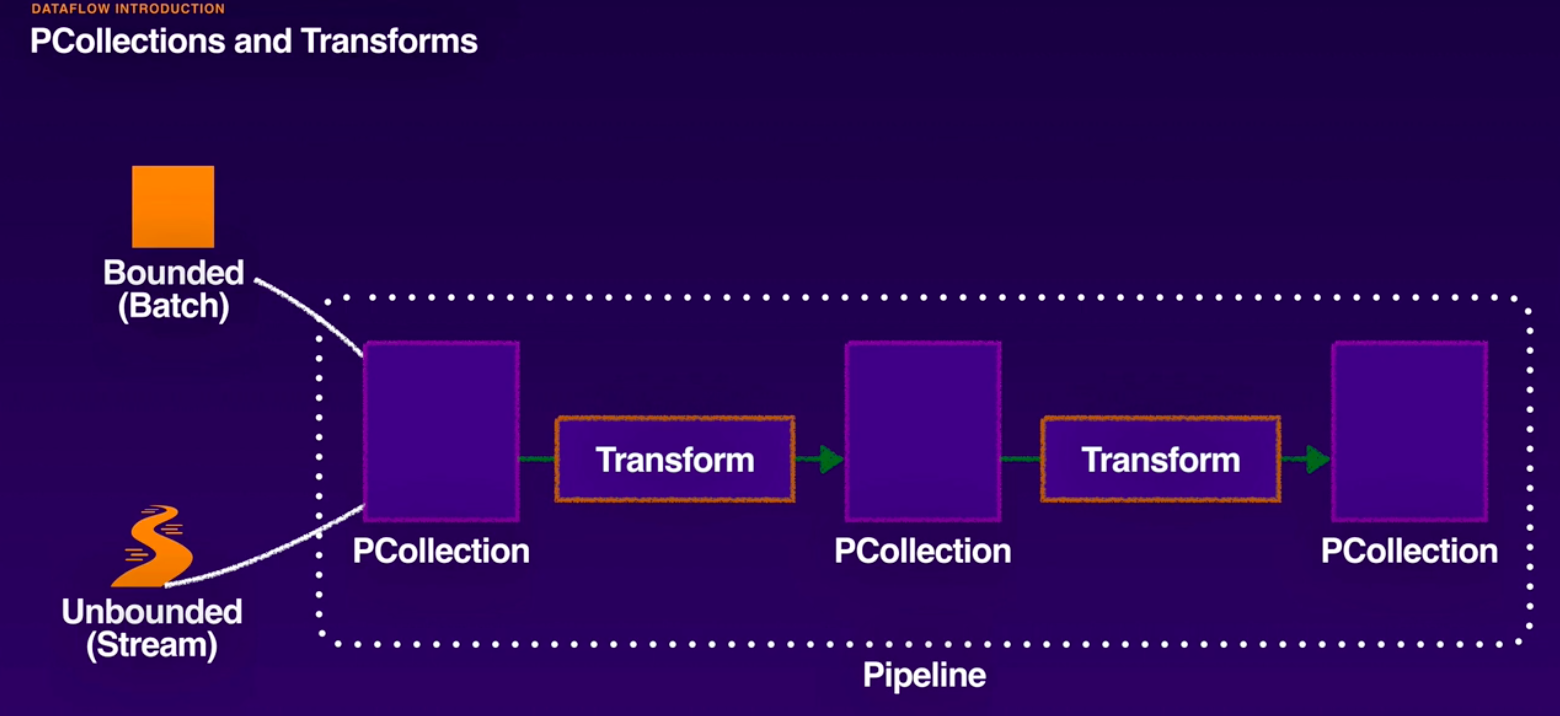 DATAFLOW INTRODUCTION
PCollections and Transforms
Bounded
(Batch)
Transform
Transform
PCollection
PCollection
PCollection
Unbounded
(Stream)
Pipeline